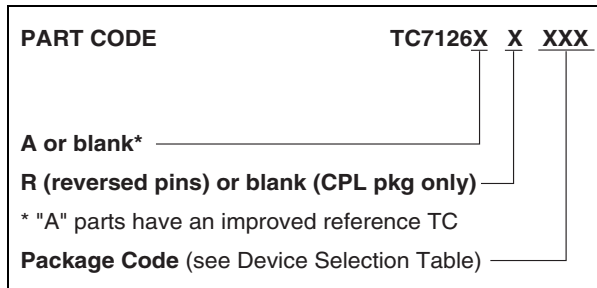 PART CODE TC7126X X XXX
A or blank*
R (reversed pins) or blank (CPL pkg only)
* "A" parts have an improved reference TC
Package Code (see Device Selection Table)